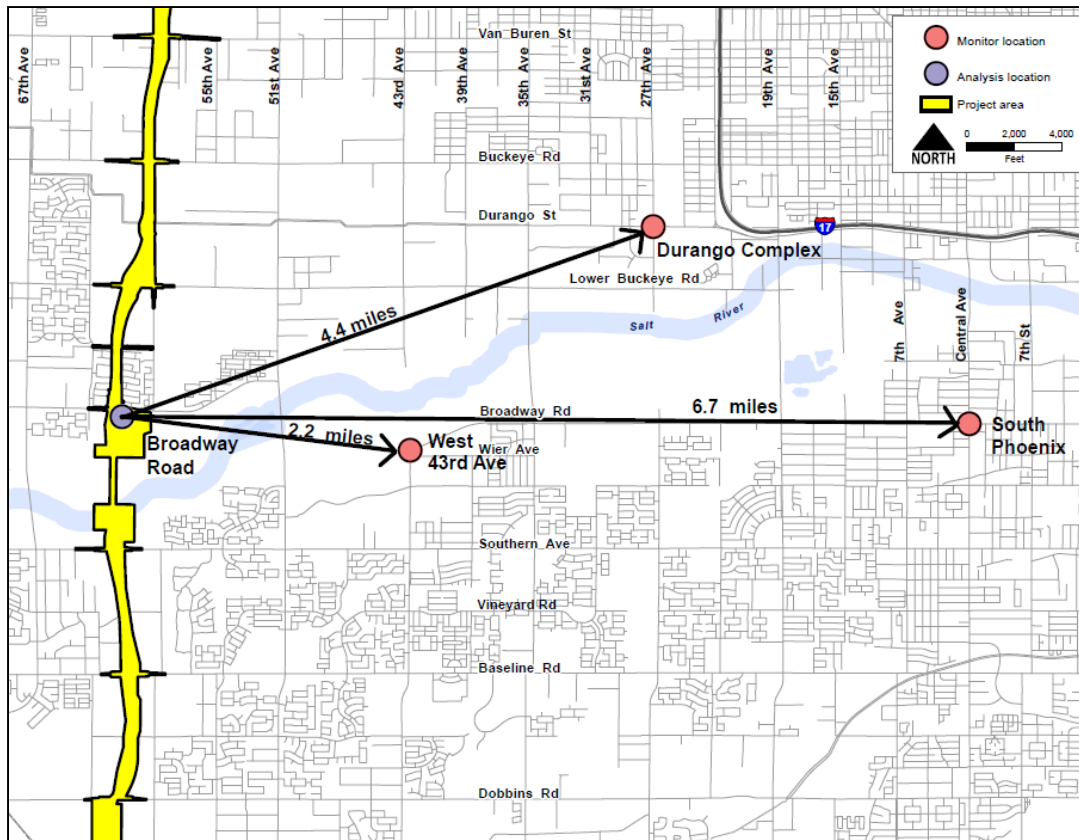 Van Buren St
67th Ave
55th Ave
51st Ave
43rd Ave
39th Ave
35th Ave
31st Ave
27th Ave
19th Ave
15th Ave
Monitor location
Analysis location
Project area
NORTH
0 2,000 4,000
Feet
Buckeye Rd
Durango St
17
Durango Complex
Lower Buckeye Rd
4.4 miles
Salt River
7th Ave
Central Ave
7th St
Broadway Rd
6.7 miles
2.2 miles
Broadway
Road
West
43rd Ave
Wier Ave
South
Phoenix
Southern Ave
Vineyard Rd
Baseline Rd
Dobbins Rd